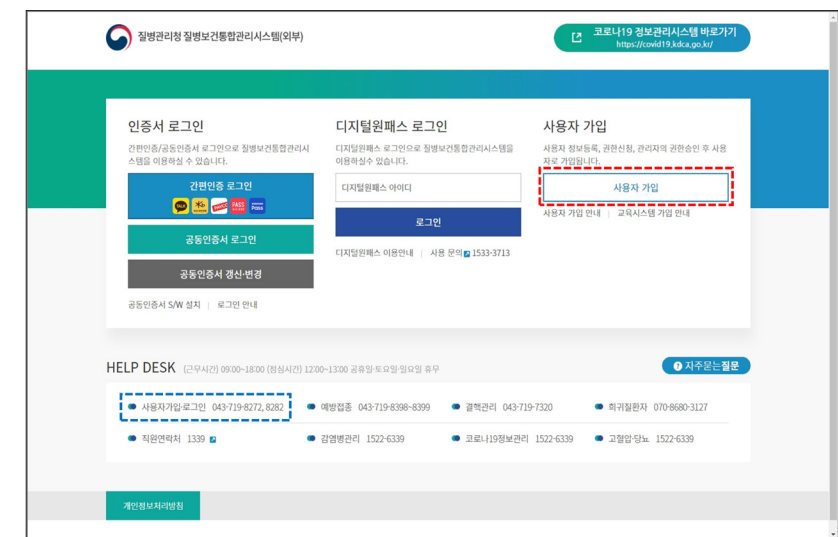 질병관리청 질병보건통합관리시스템(외부)
코로나19 정보관리시스템 바로가기
https://covid19.kdca.go.kr/
인증서 로그인
간편인증/공동인증서 로그인으로 질병보건통합관리시
스템을 이용하실 수 있습니다.
간편인증 로그인
공동인증서 로그인
공동인증서 갱신·변경
공동인증서 S/W 설치 | 로그인 안내
디지털원패스 로그인
디지털원패스 로그인으로 질병보건통합관리시스템을
이용하실수 있습니다.
디지털원패스 아이디
로그인
디지털원패스 이용안내 | 사용 문의 1533-3713
사용자 가입
사용자 정보등록, 권한신청, 관리자의 권한승인 후 사용
자로 가입됩니다.
사용자 가입
사용자 가입 안내 | 교육시스템 가입 안내
HELP DESK (근무시간) 09:00~18:00 (점심시간) 12:00~13:00 공휴일·토요일·일요일 휴무
자주묻는질문
사용자가입·로그인 043-719-8272, 8282
예방접종 043-719-8398~8399
결핵관리 043-719-7320
희귀질환자 070-8680-3127
직원연락처 1339
감염병관리 1522-6339
코로나19정보관리 1522-6339
고혈압·당뇨 1522-6339
개인정보처리방침